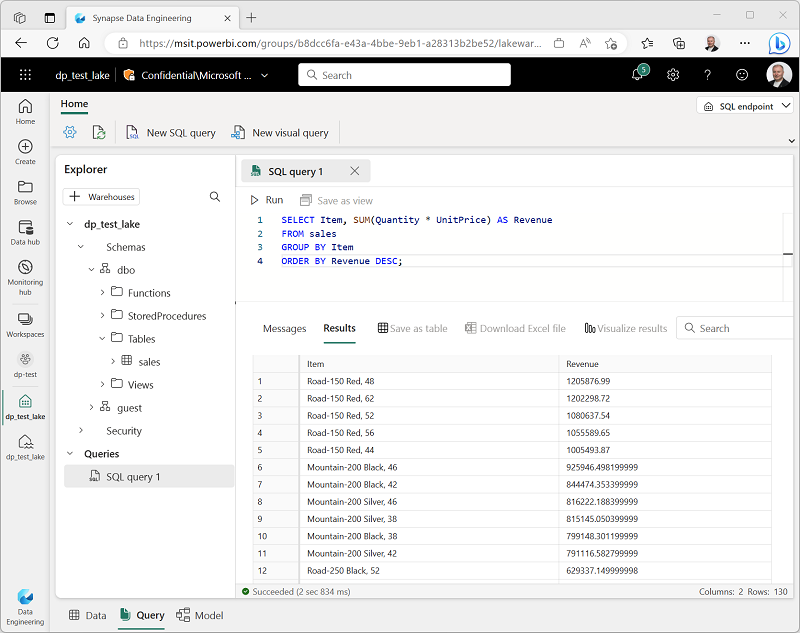 Synapse Data Engineering
https://msit.powerbi.com/groups/b8dcc6fa-e43a-4bbe-9eb1-a28313b2be52/lakewar...
dp_test_lake
Confidential\Microsoft ...
Search
5
Home
SQL endpoint
New SQL query
New visual query
Home
Create
Browse
Data hub
Monitoring
hub
Workspaces
dp-test
dp_test_lake
dp_test_lake
Data
Engineering
Explorer
+ Warehouses
dp_test_lake
Schemas
dbo
Functions
StoredProcedures
Tables
sales
Views
guest
Security
Queries
SQL query 1
SQL query 1
Run
Save as view
1 SELECT Item, SUM(Quantity * UnitPrice) AS Revenue
2 FROM sales
3 GROUP BY Item
4 ORDER BY Revenue DESC;
Messages
Results
Save as table
Download Excel file
Visualize results
Search
Item Revenue
1 Road-150 Red, 48 1205876.99
2 Road-150 Red, 62 1202298.72
3 Road-150 Red, 52 1080637.54
4 Road-150 Red, 56 1055589.65
5 Road-150 Red, 44 1005493.87
6 Mountain-200 Black, 46 925946.498199999
7 Mountain-200 Black, 42 844474.353399999
8 Mountain-200 Silver, 46 816222.188399999
9 Mountain-200 Silver, 38 815145.050399999
10 Mountain-200 Black, 38 799148.301199999
11 Mountain-200 Silver, 42 791116.582799999
12 Road-250 Black, 52 629337.149999998
Succeeded (2 sec 834 ms)
Columns: 2 Rows: 130
Data
Query
Model